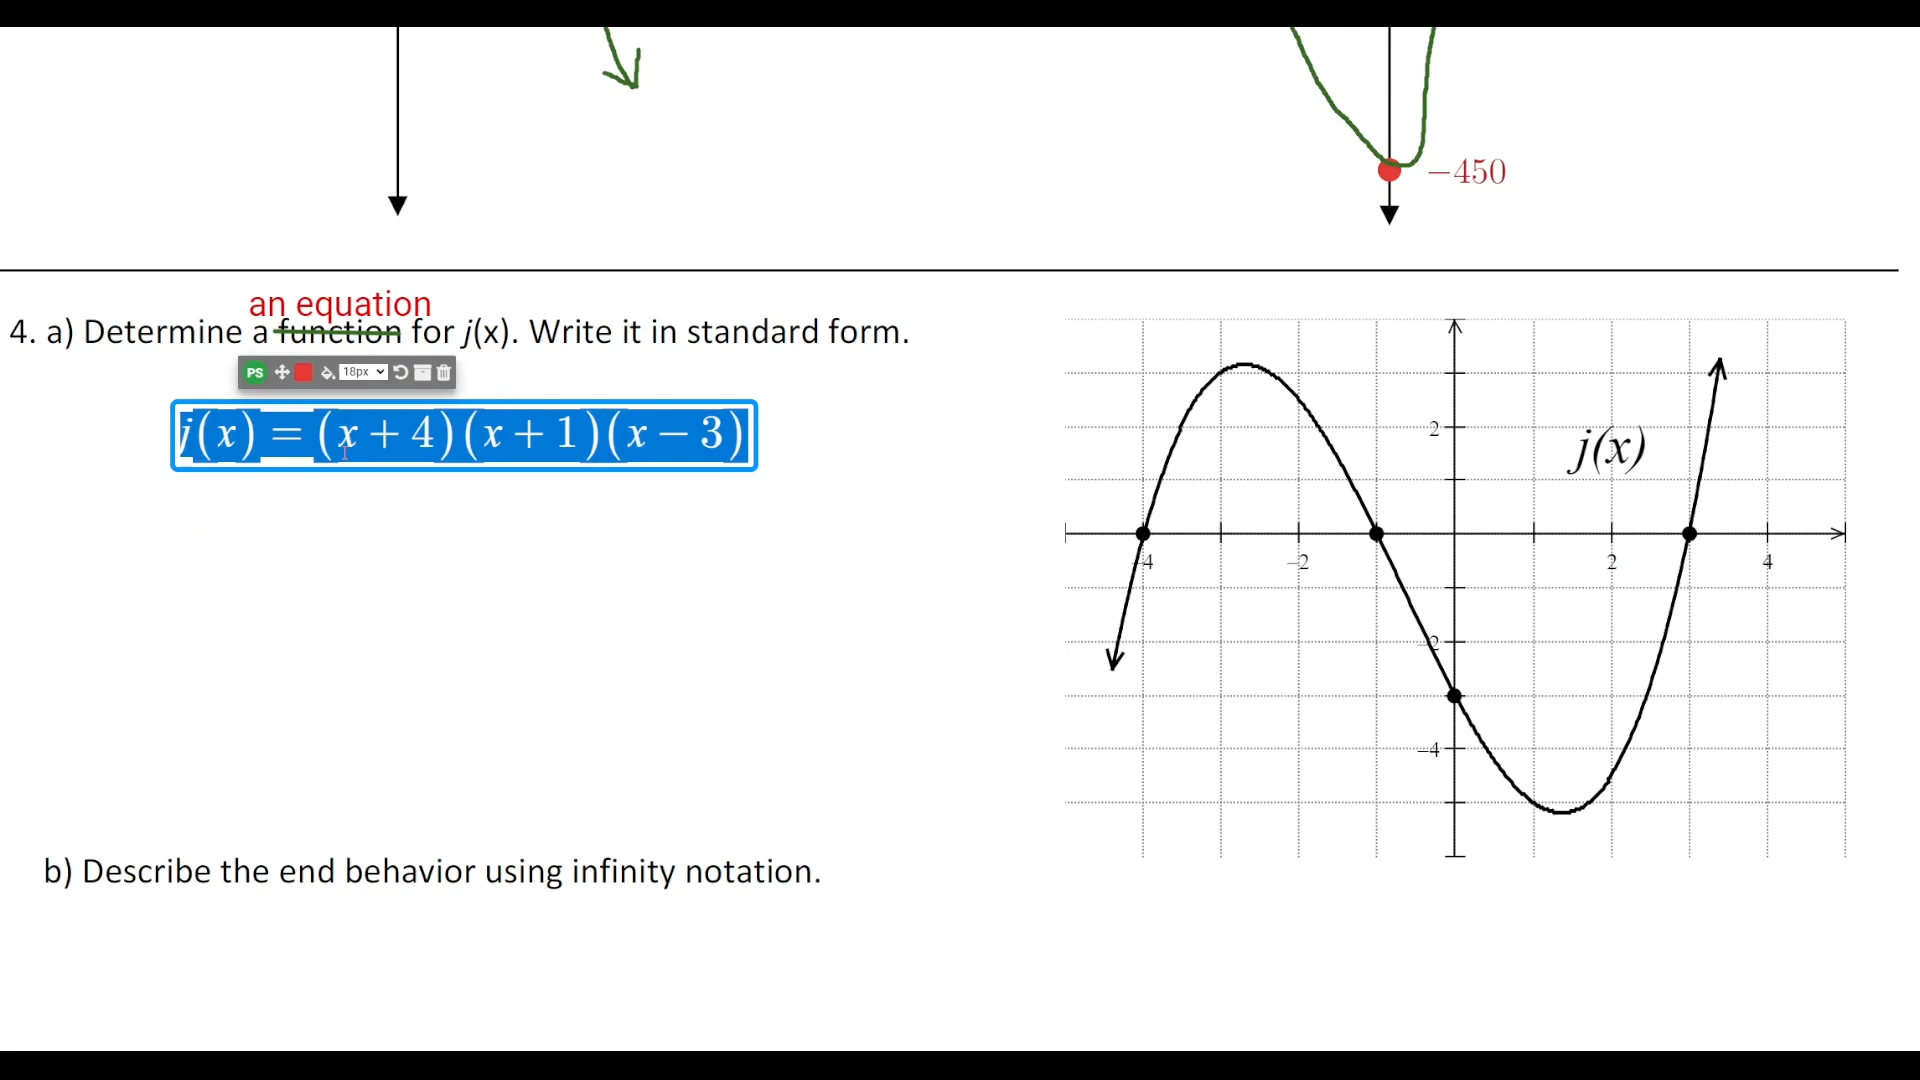 −450
an equation
4. a) Determine a function for j(x). Write it in standard form.
PS 18px
j(x) = (x + 4)(x + 1)(x − 3)
2
j(x)
−4 −2 2 4
−2
−4
b) Describe the end behavior using infinity notation.